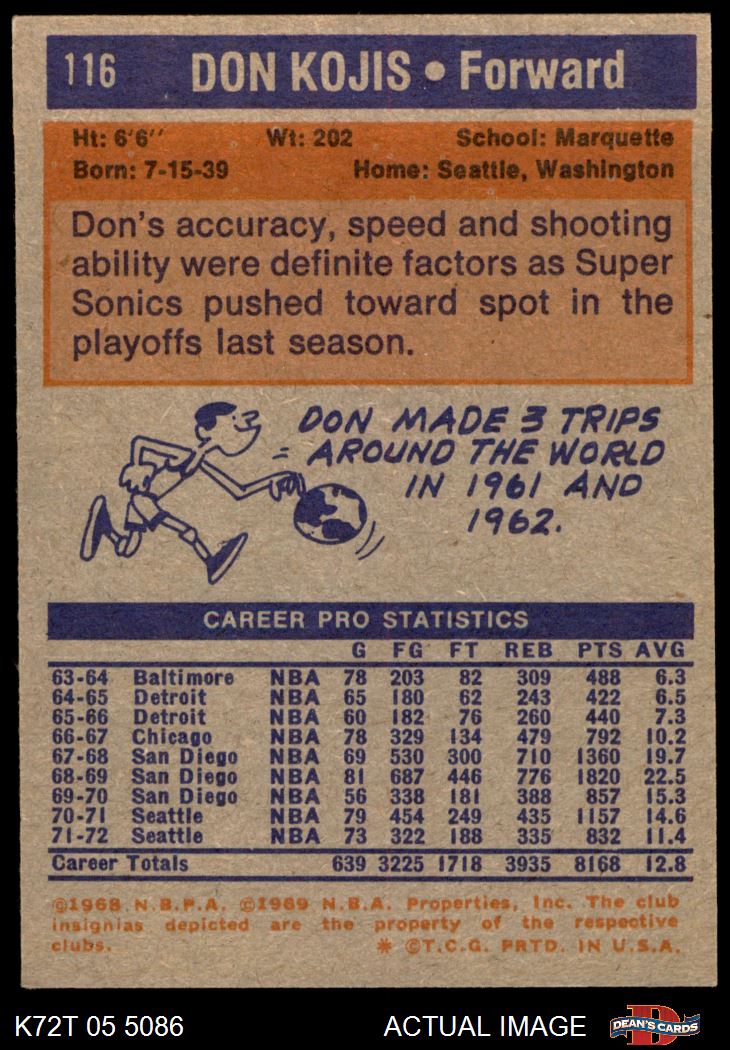 116 DON KOJIS • Forward
Ht: 6'6'' Wt: 202 School: Marquette
Born: 7-15-39 Home: Seattle, Washington
Don's accuracy, speed and shooting
ability were definite factors as Super
Sonics pushed toward spot in the
playoffs last season.
DON MADE 3 TRIPS
AROUND THE WORLD
IN 1961 AND
1962.
CAREER PRO STATISTICS
G FG FT REB PTS AVG
63-64 Baltimore NBA 78 203 82 309 488 6.3
64-65 Detroit NBA 65 180 62 243 422 6.5
65-66 Detroit NBA 60 182 76 260 440 7.3
66-67 Chicago NBA 78 329 134 479 792 10.2
67-68 San Diego NBA 69 530 300 710 1360 19.7
68-69 San Diego NBA 81 687 446 776 1820 22.5
69-70 San Diego NBA 56 338 181 388 857 15.3
70-71 Seattle NBA 79 454 249 435 1157 14.6
71-72 Seattle NBA 73 322 188 335 832 11.4
Career Totals 639 3225 1718 3935 8168 12.8
©1968 N.B.P.A. ©1969 N.B.A. Properties, Inc. The club
insignias depicted are the property of the respective
clubs. * ©T.C.G. PRTD. IN U.S.A.
K72T 05 5086 ACTUAL IMAGE D DEAN'S CARDS